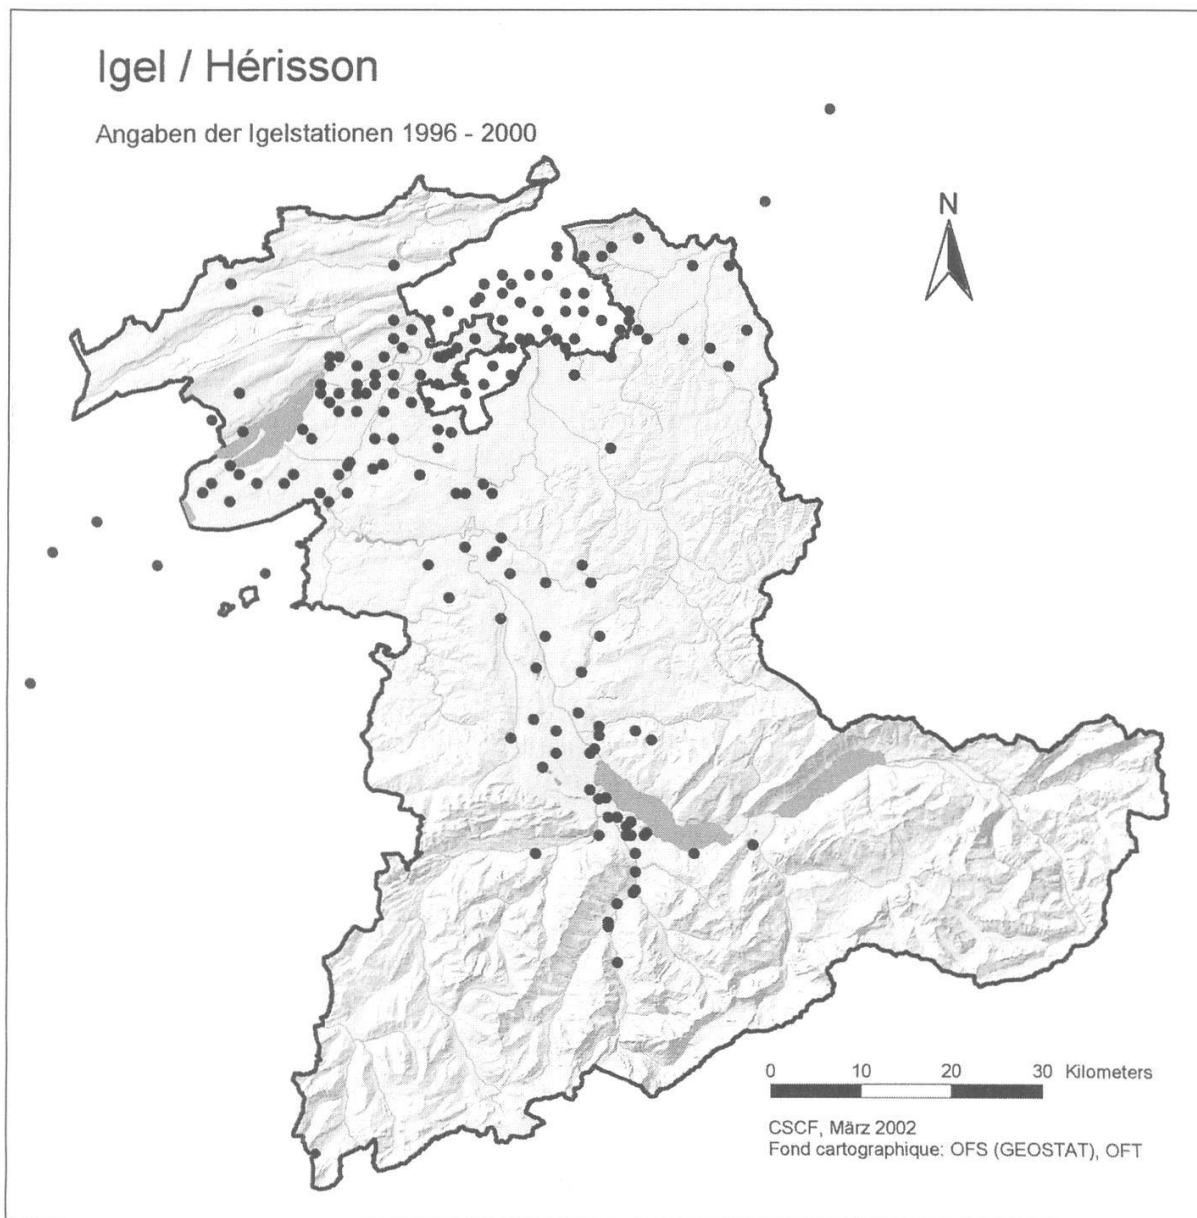 Igel / Hérisson
Angaben der Igelstationen 1996 - 2000
N
0 10 20 30 Kilometers
CSCF, März 2002
Fond cartographique: OFS (GEOSTAT), OFT